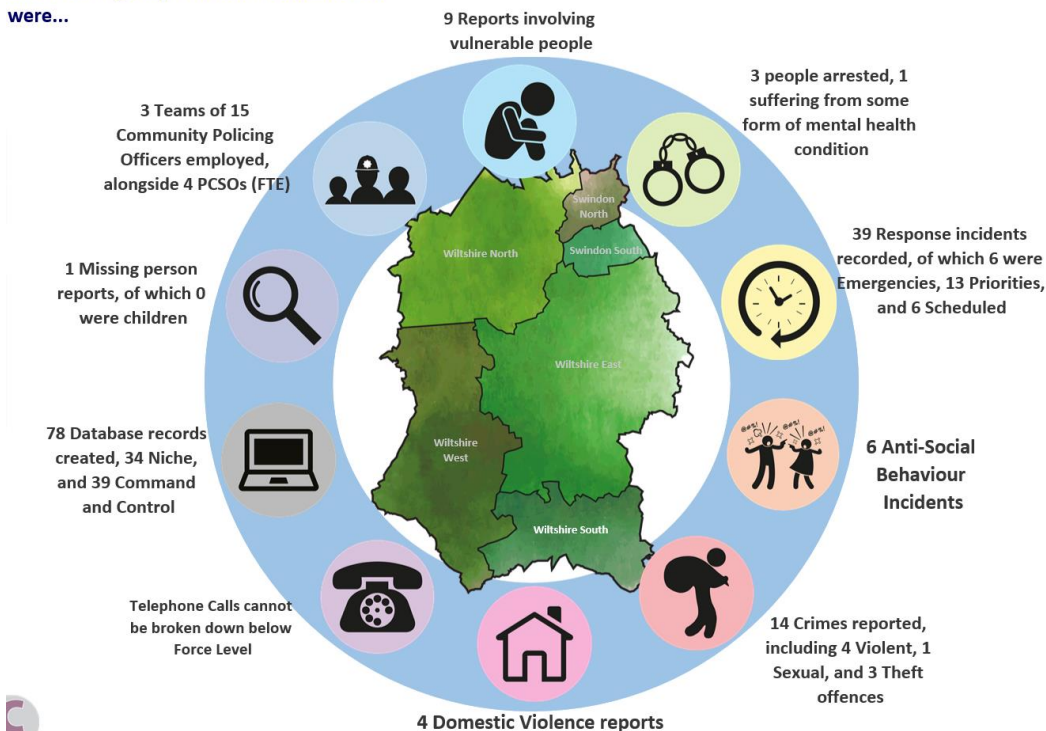 were...
9 Reports involving
vulnerable people
3 people arrested, 1
suffering from some
form of mental health
condition
39 Response incidents
recorded, of which 6 were
Emergencies, 13 Priorities,
and 6 Scheduled
6 Anti-Social
Behaviour
Incidents
14 Crimes reported,
including 4 Violent, 1
Sexual, and 3 Theft
offences
4 Domestic Violence reports
Telephone Calls cannot
be broken down below
Force Level
78 Database records
created, 34 Niche,
and 39 Command
and Control
1 Missing person
reports, of which 0
were children
3 Teams of 15
Community Policing
Officers employed,
alongside 4 PCSOs (FTE)
Swindon
North
Swindon South
Wiltshire North
Wiltshire East
Wiltshire
West
Wiltshire South
@#%!
@#%!
@#%!